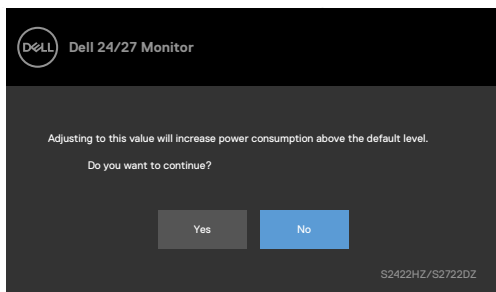 DELL
Dell 24/27 Monitor
Adjusting to this value will increase power consumption above the default level.
Do you want to continue?
Yes
No
S2422HZ/S2722DZ